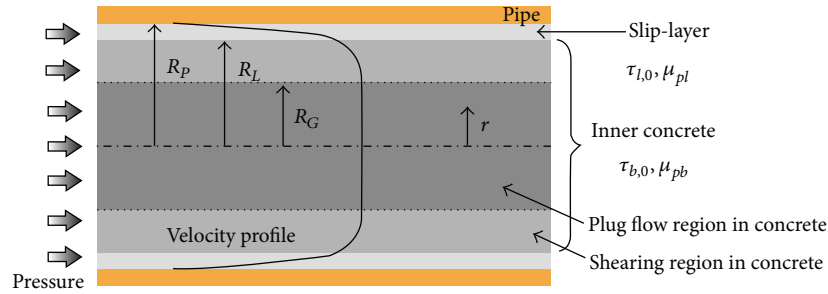 Pipe
Slip-layer
R_P
R_L
τ_{l,0}, μ_{pl}
R_G
r
Inner concrete
τ_{b,0}, μ_{pb}
Plug flow region in concrete
Velocity profile
Shearing region in concrete
Pressure